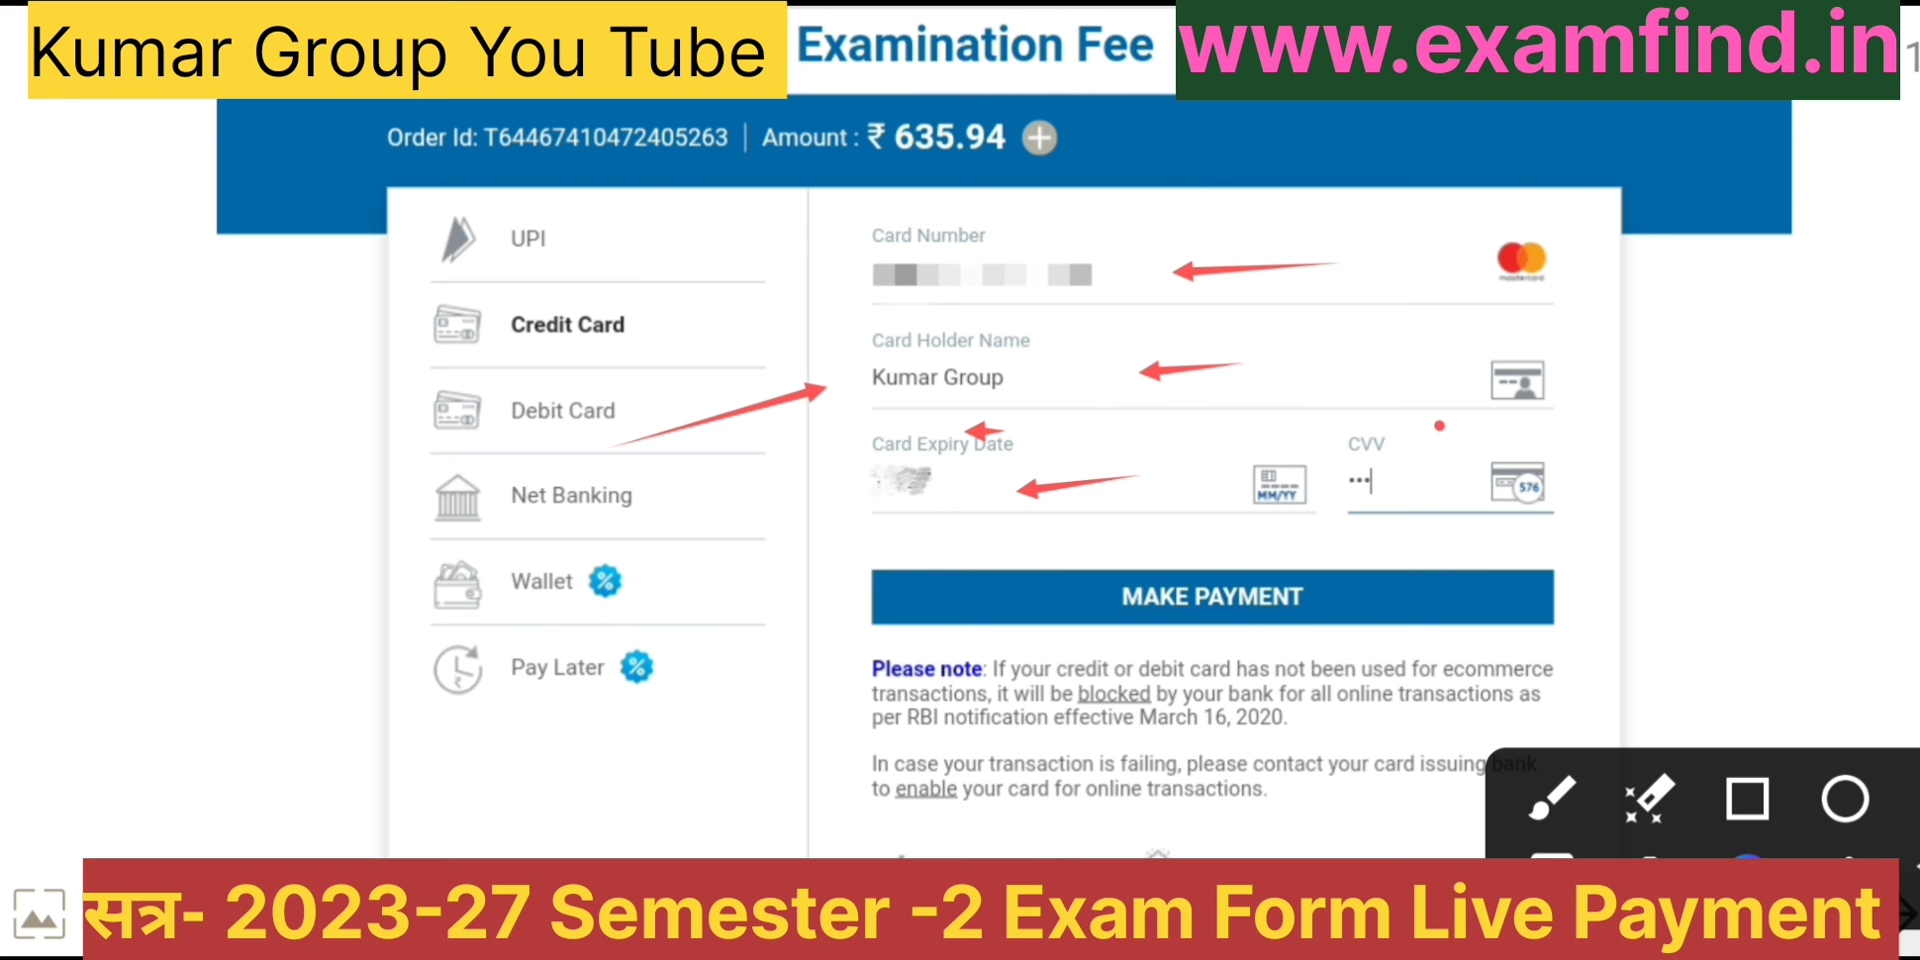 Kumar Group You Tube
Examination Fee
www.examfind.in
Order Id: T64467410472405263 | Amount : ₹ 635.94
UPI
Credit Card
Debit Card
Net Banking
Wallet
Pay Later
Card Number
mastercard
Card Holder Name
Kumar Group
Card Expiry Date
MM/YY
CVV
576
MAKE PAYMENT
Please note: If your credit or debit card has not been used for ecommerce
transactions, it will be blocked by your bank for all online transactions as
per RBI notification effective March 16, 2020.
In case your transaction is failing, please contact your card issuing bank
to enable your card for online transactions.
सत्र- 2023-27 Semester -2 Exam Form Live Payment